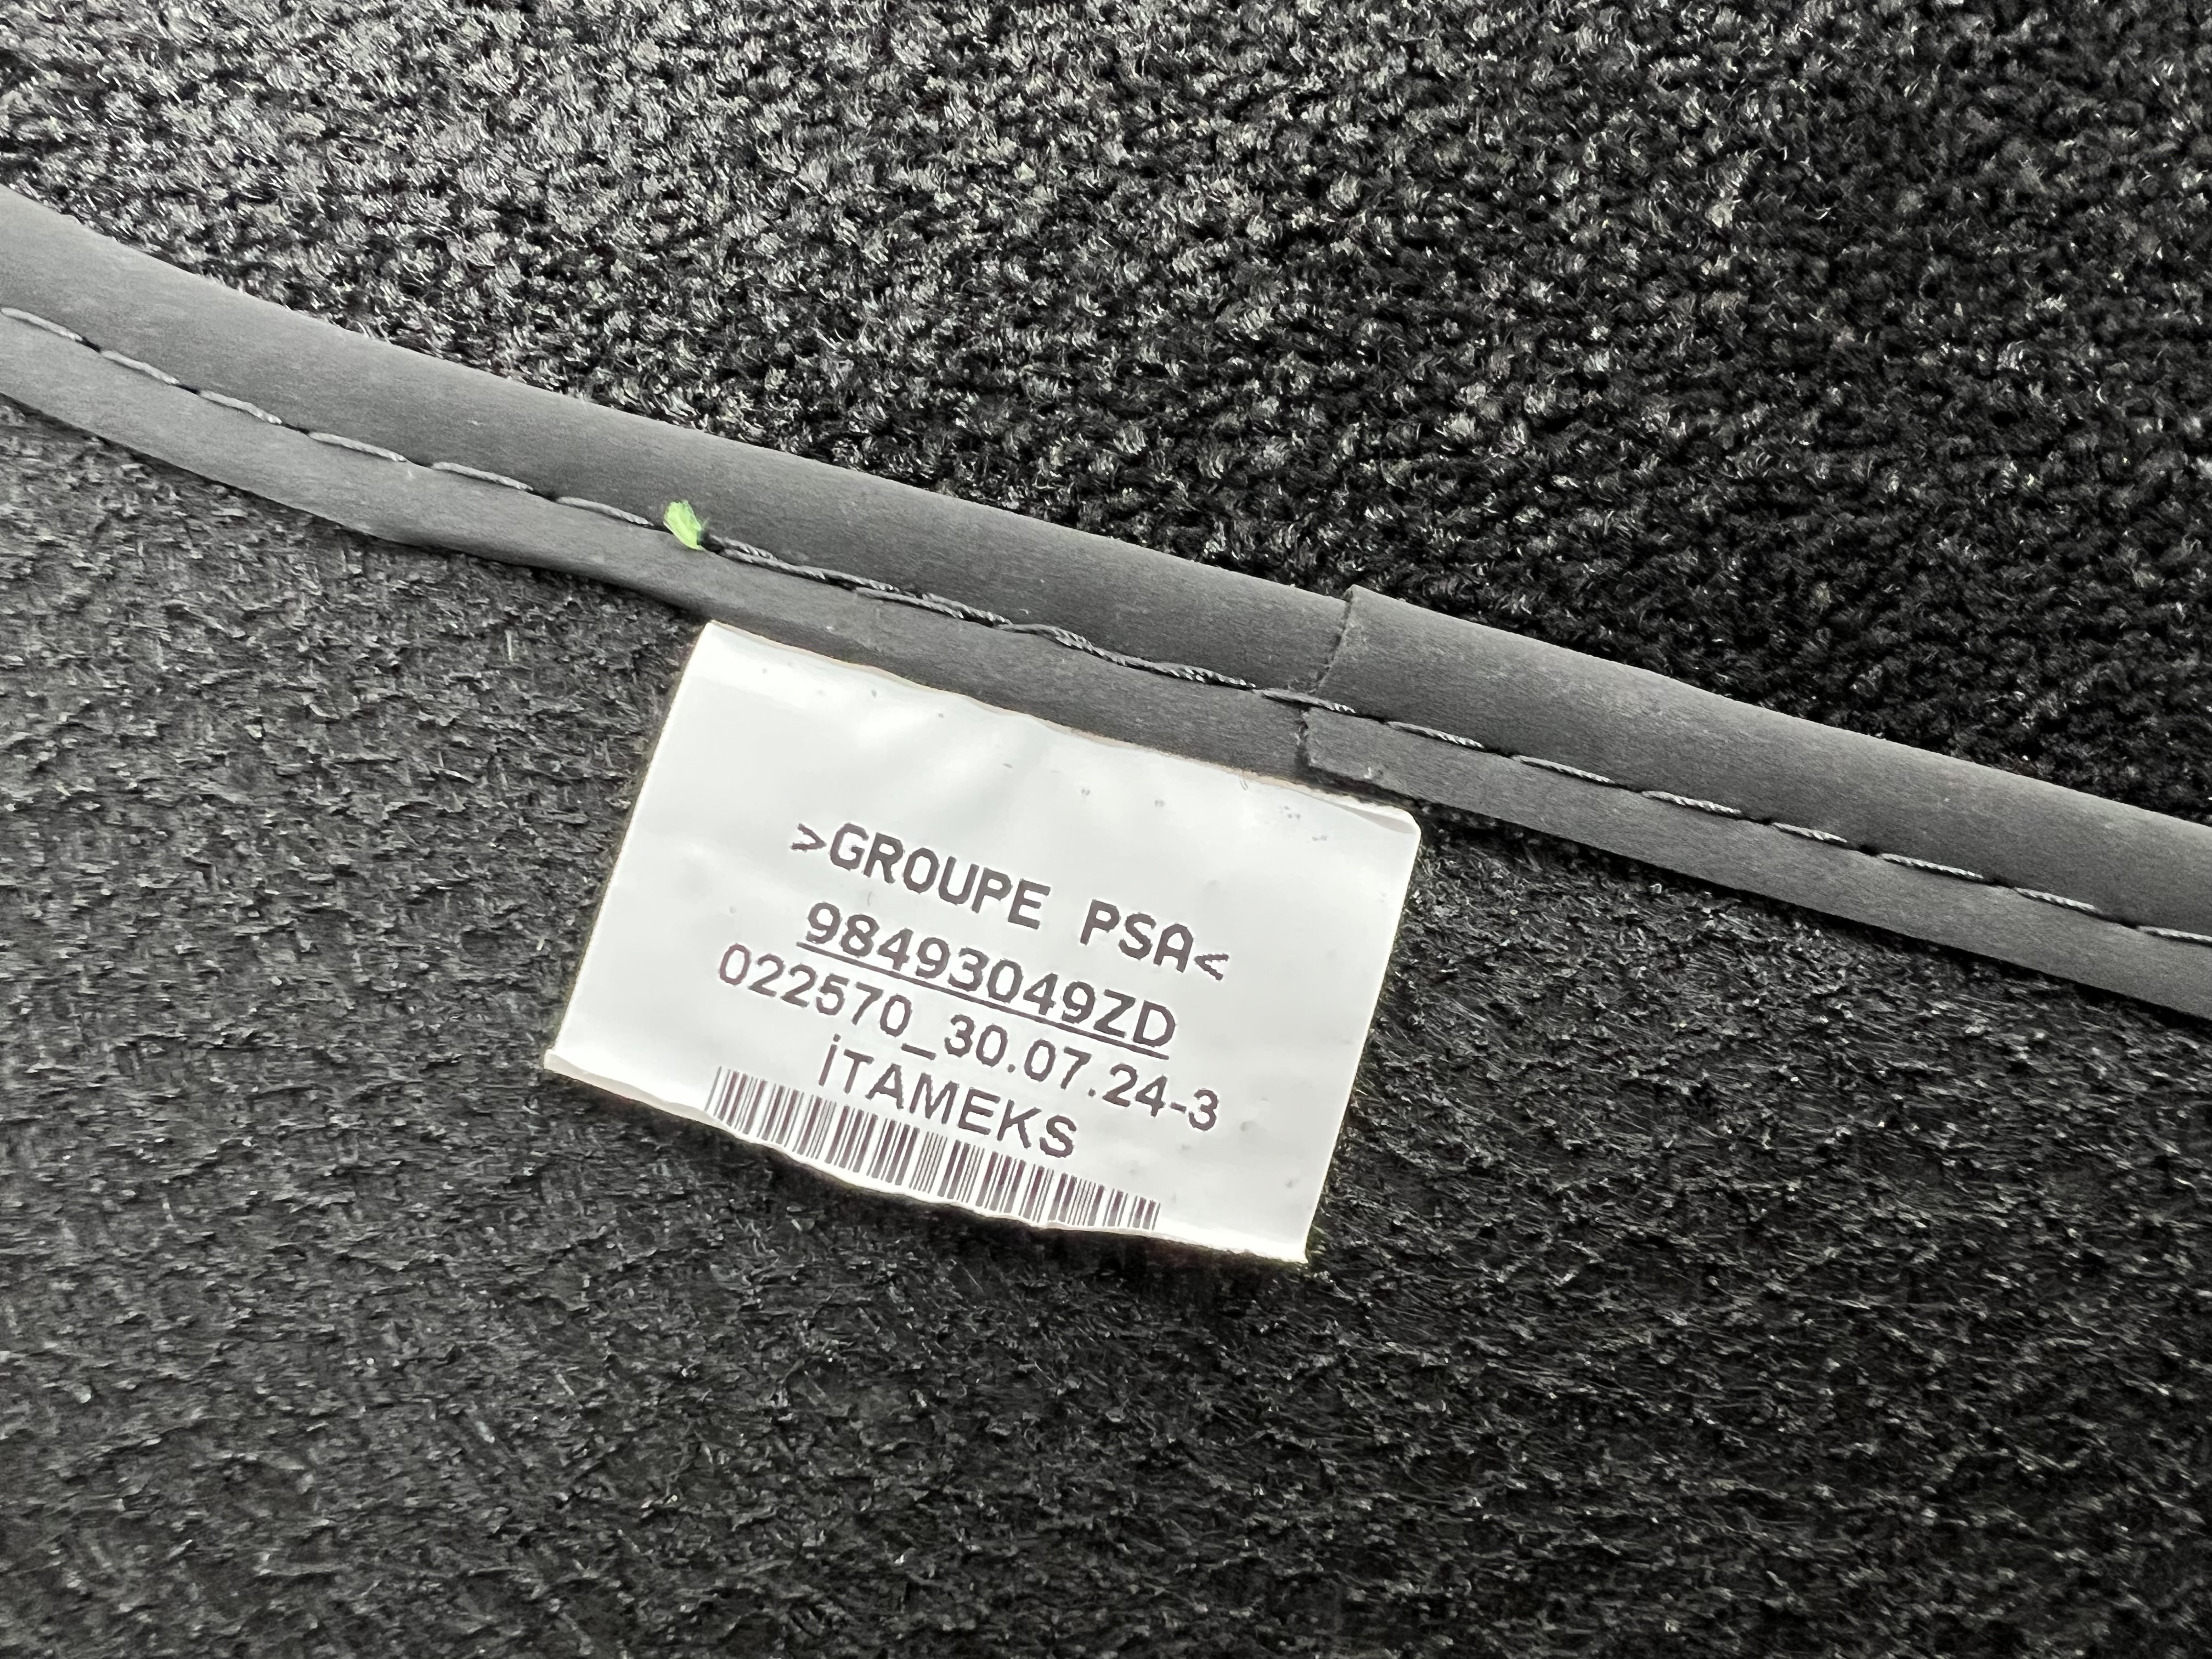 >GROUPE PSA<
98493049ZD
022570_30.07.24-3
İTAMEKS